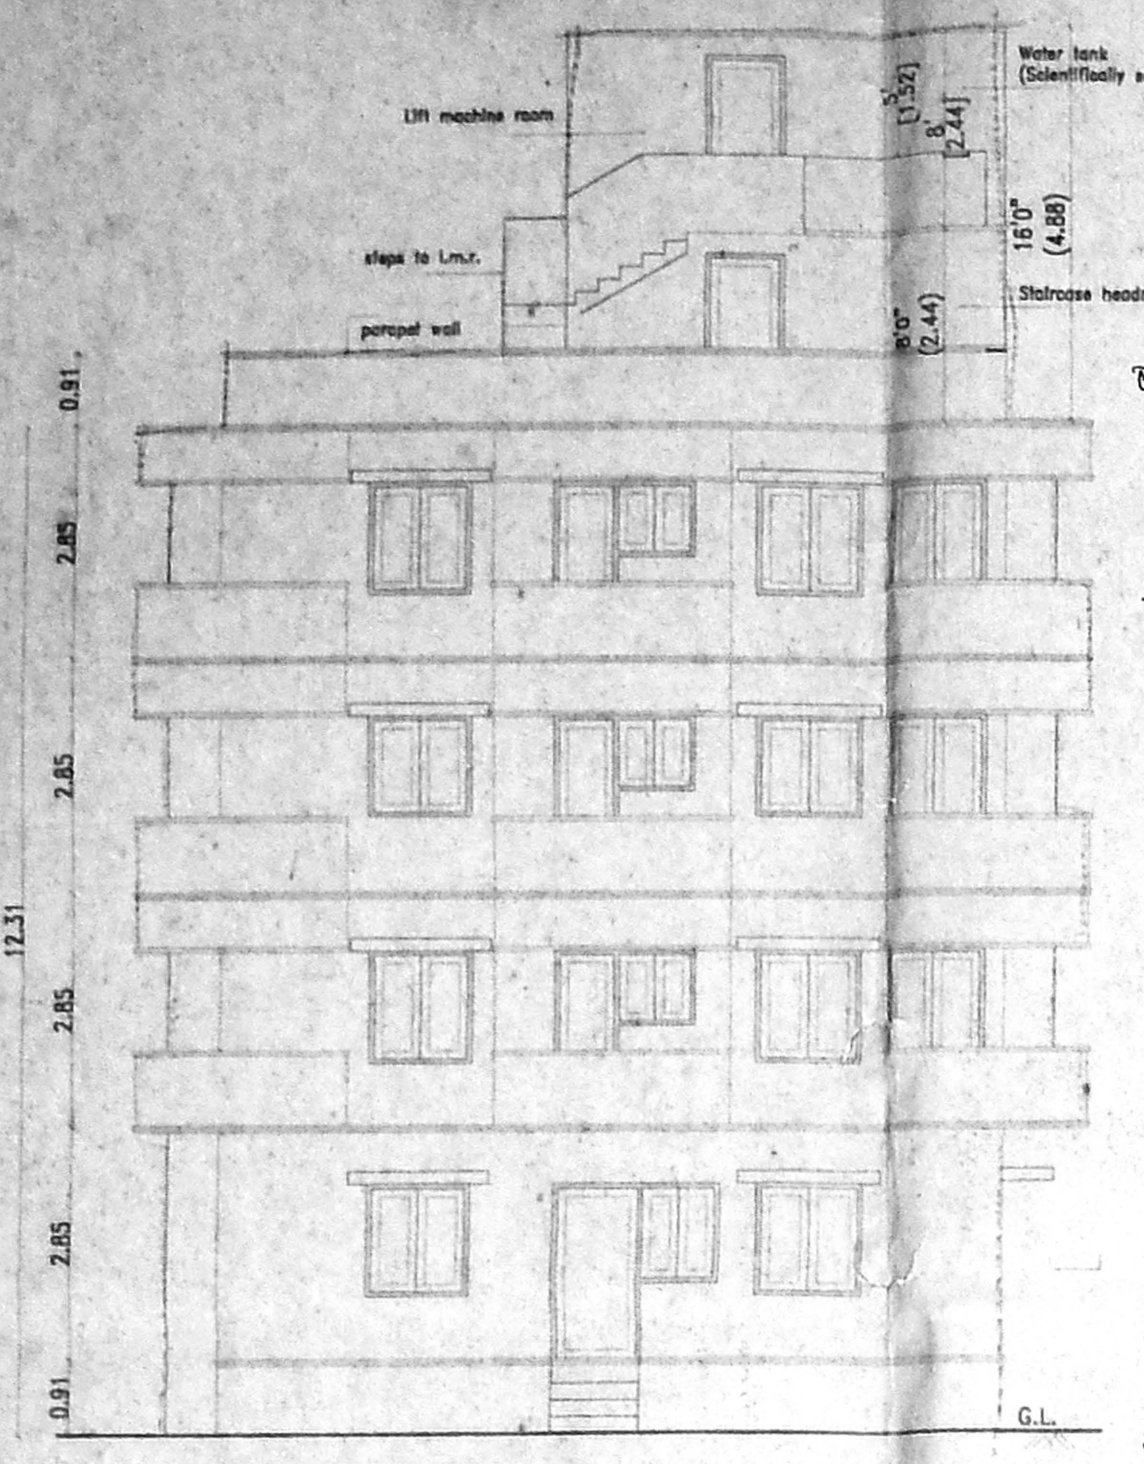 Water tank
(Scientifically
Lift machine room
5'
[1.52]
8'
[2.44]
16'0"
(4.88)
steps to l.m.r.
Staircase
8'0"
(2.44)
parapet wall
0.91
2.85
2.85
12.31
2.85
2.85
0.91
G.L.